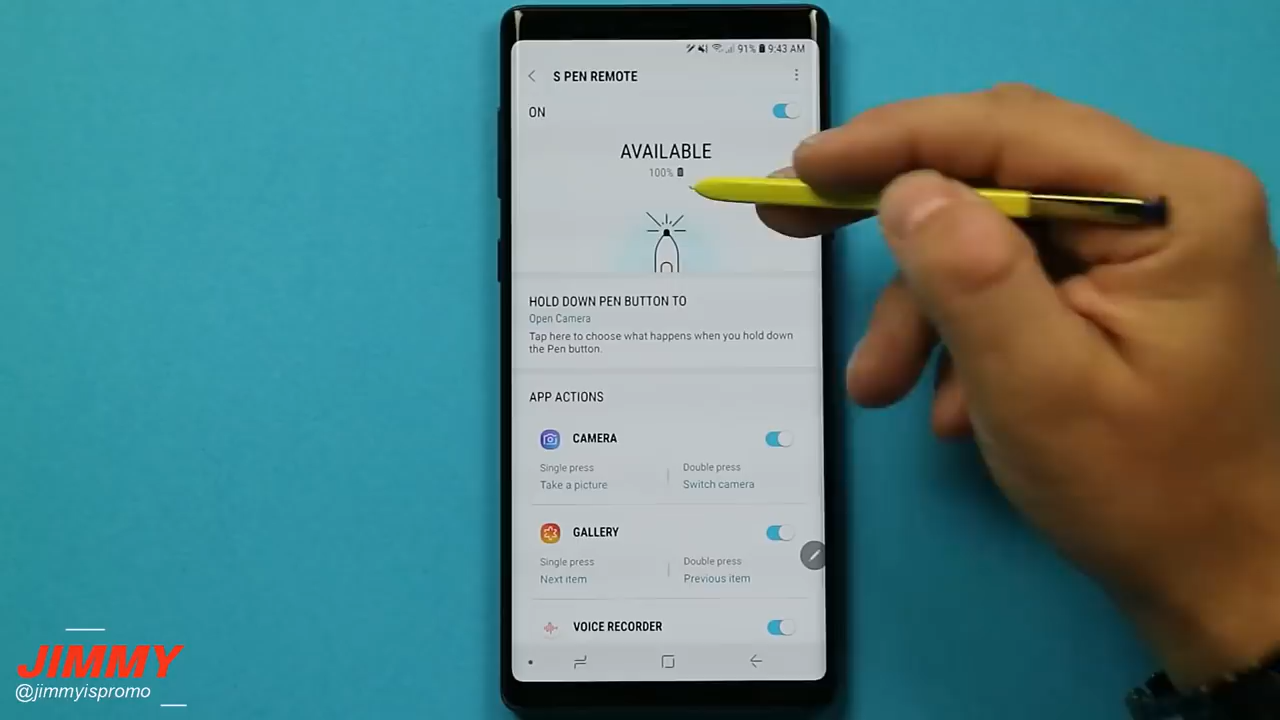 91% 9:43 AM
S PEN REMOTE
ON
AVAILABLE
100%
HOLD DOWN PEN BUTTON TO
Open Camera
Tap here to choose what happens when you hold down
the Pen button.
APP ACTIONS
CAMERA
Single press Double press
Take a picture Switch camera
GALLERY
Single press Double press
Next item Previous item
VOICE RECORDER
JIMMY
@jimmyispromo